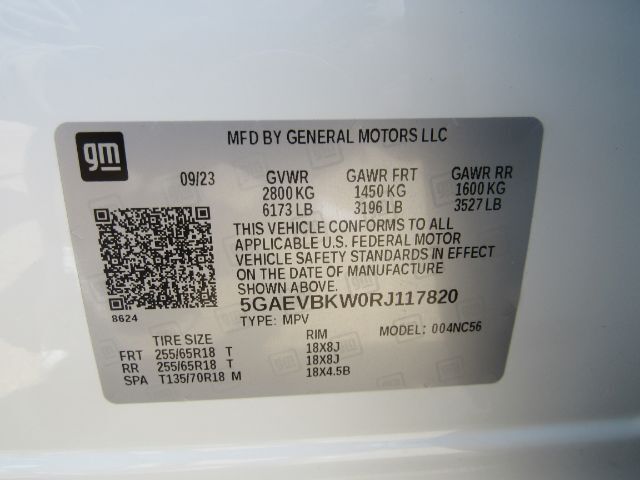 gm
MFD BY GENERAL MOTORS LLC
09/23 GVWR GAWR FRT GAWR RR
2800 KG 1450 KG 1600 KG
6173 LB 3196 LB 3527 LB
THIS VEHICLE CONFORMS TO ALL
APPLICABLE U.S. FEDERAL MOTOR
VEHICLE SAFETY STANDARDS IN EFFECT
ON THE DATE OF MANUFACTURE
SHOWN ABOVE.
8624
5GAEVBKW0RJ117820
TYPE: MPV MODEL: 004NC56
TIRE SIZE RIM
FRT 255/65R18 T 18X8J
RR 255/65R18 T 18X8J
SPA T135/70R18 M 18X4.5B